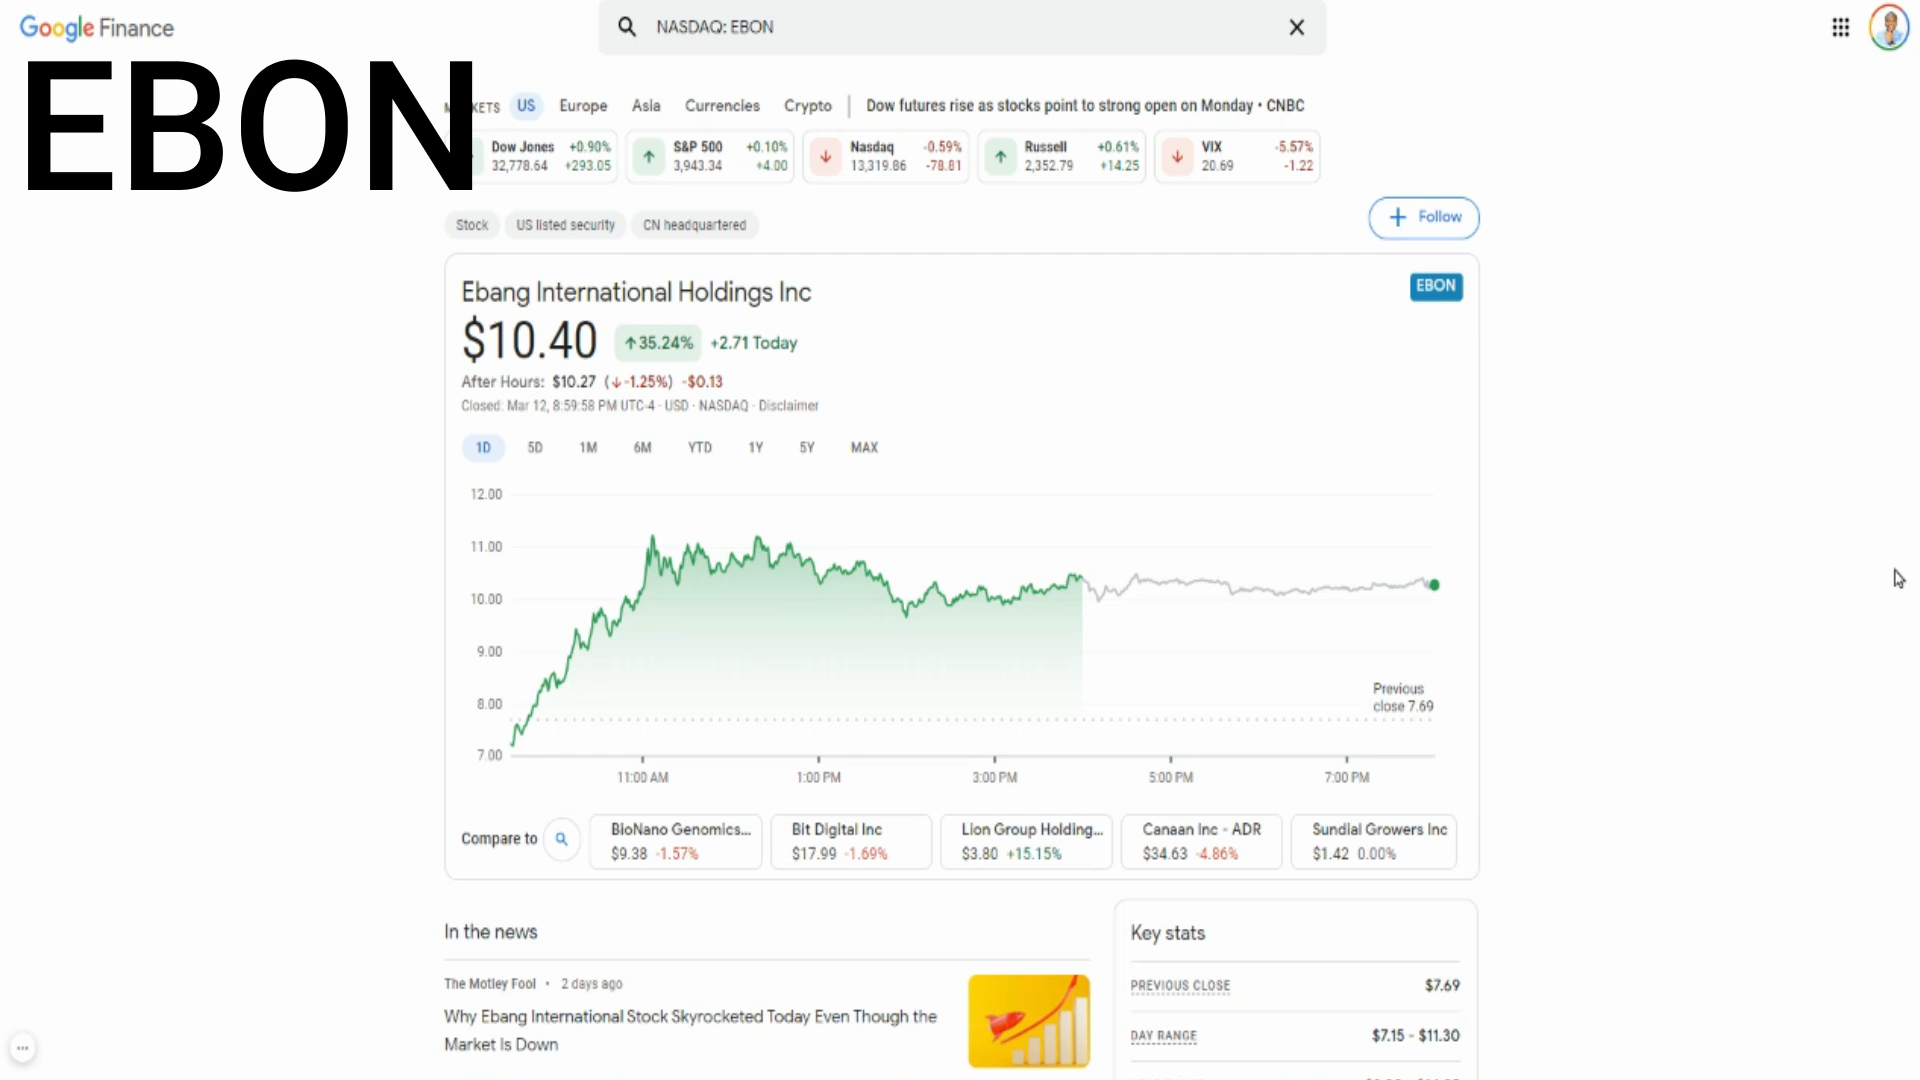 Google Finance
NASDAQ: EBON
EBON
US Europe Asia Currencies Crypto Dow futures rise as stocks point to strong open on Monday • CNBC
Dow Jones +0.90% S&P 500 +0.10% Nasdaq -0.59% Russell +0.61% VIX -5.57%
32,778.64 +293.05 3,943.34 +4.00 13,319.86 -78.81 2,352.79 +14.25 20.69 -1.22
Stock US listed security CN headquartered
+ Follow
Ebang International Holdings Inc
EBON
$10.40 ↑35.24% +2.71 Today
After Hours: $10.27 (↓-1.25%) -$0.13
Closed: Mar 12, 8:59:58 PM UTC-4 · USD · NASDAQ · Disclaimer
1D 5D 1M 6M YTD 1Y 5Y MAX
12.00
11.00
10.00
9.00
8.00
7.00
Previous
close 7.69
11:00 AM 1:00 PM 3:00 PM 5:00 PM 7:00 PM
Compare to
BioNano Genomics... Bit Digital Inc Lion Group Holding... Canaan Inc - ADR Sundial Growers Inc
$9.38 -1.57% $17.99 -1.69% $3.80 +15.15% $34.63 -4.86% $1.42 0.00%
In the news
The Motley Fool • 2 days ago
Why Ebang International Stock Skyrocketed Today Even Though the
Market Is Down
Key stats
PREVIOUS CLOSE $7.69
DAY RANGE $7.15 - $11.30